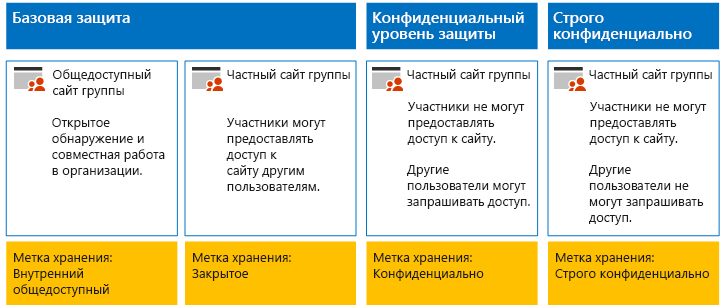 Базовая защита
Конфиденциальный
уровень защиты
Строго
конфиденциально
Общедоступный
сайт группы
Открытое
обнаружение и
совместная работа
в организации.
Частный сайт группы
Участники могут
предоставлять
доступ к
сайту другим
пользователям.
Частный сайт группы
Участники не могут
предоставлять
доступ к сайту.
Другие
пользователи могут
запрашивать доступ.
Частный сайт группы
Участники не могут
предоставлять
доступ к сайту.
Другие
пользователи не
могут запрашивать
доступ.
Метка хранения:
Внутренний
общедоступный
Метка хранения:
Закрытое
Метка хранения:
Конфиденциально
Метка хранения:
Строго конфиденциально